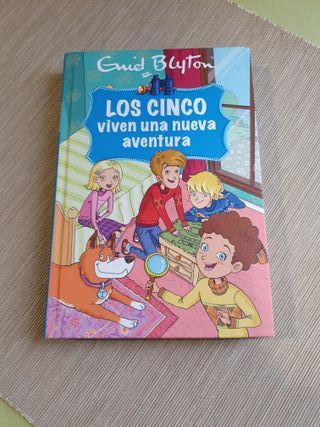 Enid Blyton
LOS CINCO
viven una nueva
aventura